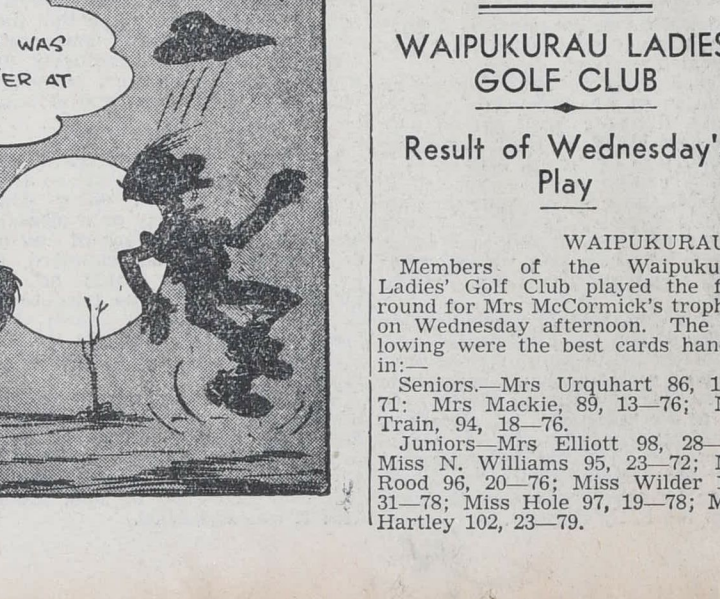 WAS
ER AT
WAIPUKURAU LADIES
GOLF CLUB
Result of Wednesday'
Play
WAIPUKURAU
Members of the Waipuku
Ladies' Golf Club played the f
round for Mrs McCormick's troph
on Wednesday afternoon. The
lowing were the best cards han
in:—
Seniors.—Mrs Urquhart 86, 1
71: Mrs Mackie, 89, 13—76; M
Train, 94, 18—76.
Juniors—Mrs Elliott 98, 28—
Miss N. Williams 95, 23—72; M
Rood 96, 20—76; Miss Wilder 1
31—78; Miss Hole 97, 19—78; M
Hartley 102, 23—79.